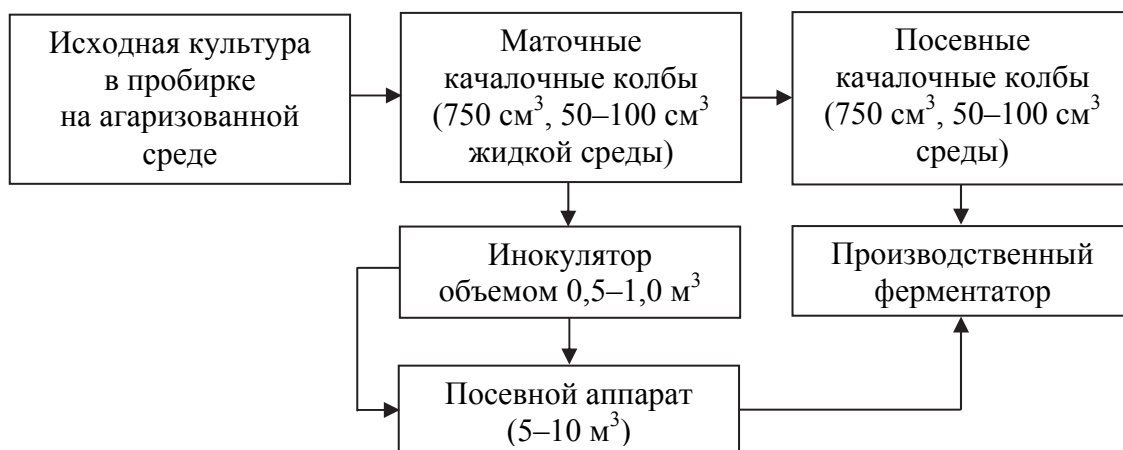 Исходная культура
в пробирке
на агаризованной
среде
Маточные
качалочные колбы
(750 см³, 50–100 см³
жидкой среды)
Посевные
качалочные колбы
(750 см³, 50–100 см³
среды)
Инокулятор
объемом 0,5–1,0 м³
Производственный
ферментатор
Посевной аппарат
(5–10 м³)